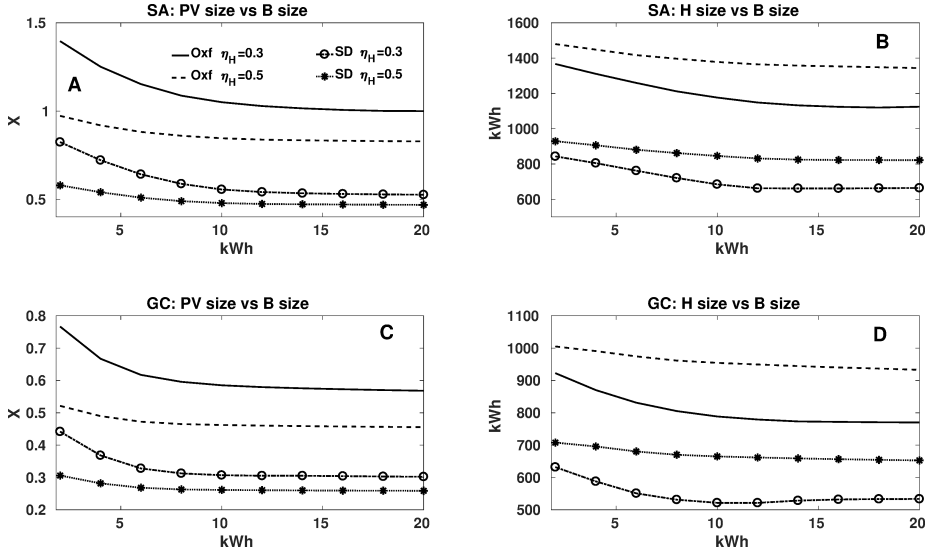 SA: PV size vs B size
1.5
1
0.5
X
A
Oxf η_H=0.3
Oxf η_H=0.5
SD η_H=0.3
SD η_H=0.5
5
10
15
20
kWh
SA: H size vs B size
1600
1400
1200
1000
800
600
kWh
B
5
10
15
20
kWh
GC: PV size vs B size
0.8
0.7
0.6
0.5
0.4
0.3
0.2
X
C
5
10
15
20
kWh
GC: H size vs B size
1100
1000
900
800
700
600
500
kWh
D
5
10
15
20
kWh